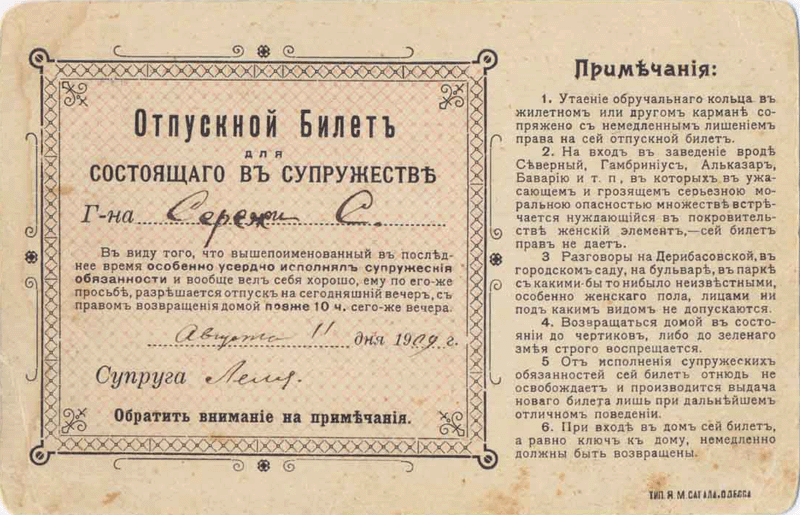 Отпускной Билетъ
для
СОСТОЯЩАГО ВЪ СУПРУЖЕСТВѢ
Г-на Сережи С.
Въ виду того, что вышепоименованный въ послѣд-
нее время особенно усердно исполнялъ супружескія
обязанности и вообще велъ себя хорошо, ему по его-же
просьбѣ, разрѣшается отпускъ на сегодняшній вечеръ, съ
правомъ возвращенія домой позже 10 ч. сего-же вечера.
Августа 11 дня 1909 г.
Супруга Леля.
Обратить вниманіе на примѣчанія.
Примѣчанія:
1. Утаеніе обручальнаго кольца въ
жилетномъ или другомъ карманѣ со-
пряжено съ немедленнымъ лишеніемъ
права на сей отпускной билетъ.
2. На входъ въ заведеніе вродѣ
Сѣверный, Гамбриніусъ, Альказаръ,
Баварію и т. п, въ которыхъ въ ужа-
сающемъ и грозящемъ серьезною мо-
ральною опасностью множествѣ встрѣ-
чается нуждающійся въ покровитель-
ствѣ женскій элементъ,—сей билетъ
правъ не даетъ.
3 Разговоры на Дерибасовской, въ
городскомъ саду, на бульварѣ, въ паркѣ
съ какими-бы то нибыло неизвѣстными,
особенно женскаго пола, лицами ни
подъ какимъ видомъ не допускаются.
4. Возвращаться домой въ состоя-
ніи до чертиковъ, либо до зеленаго
змѣя строго воспрещается.
5 Отъ исполненія супружескихъ
обязанностей сей билетъ отнюдь не
освобождаетъ и производится выдача
новаго билета лишь при дальнѣйшемъ
отличномъ поведеніи.
6. При входѣ въ домъ сей билетъ,
а равно ключъ къ дому, немедленно
должны быть возвращены.
ТИП. Я. М. САГАЛА. ОДЕССА